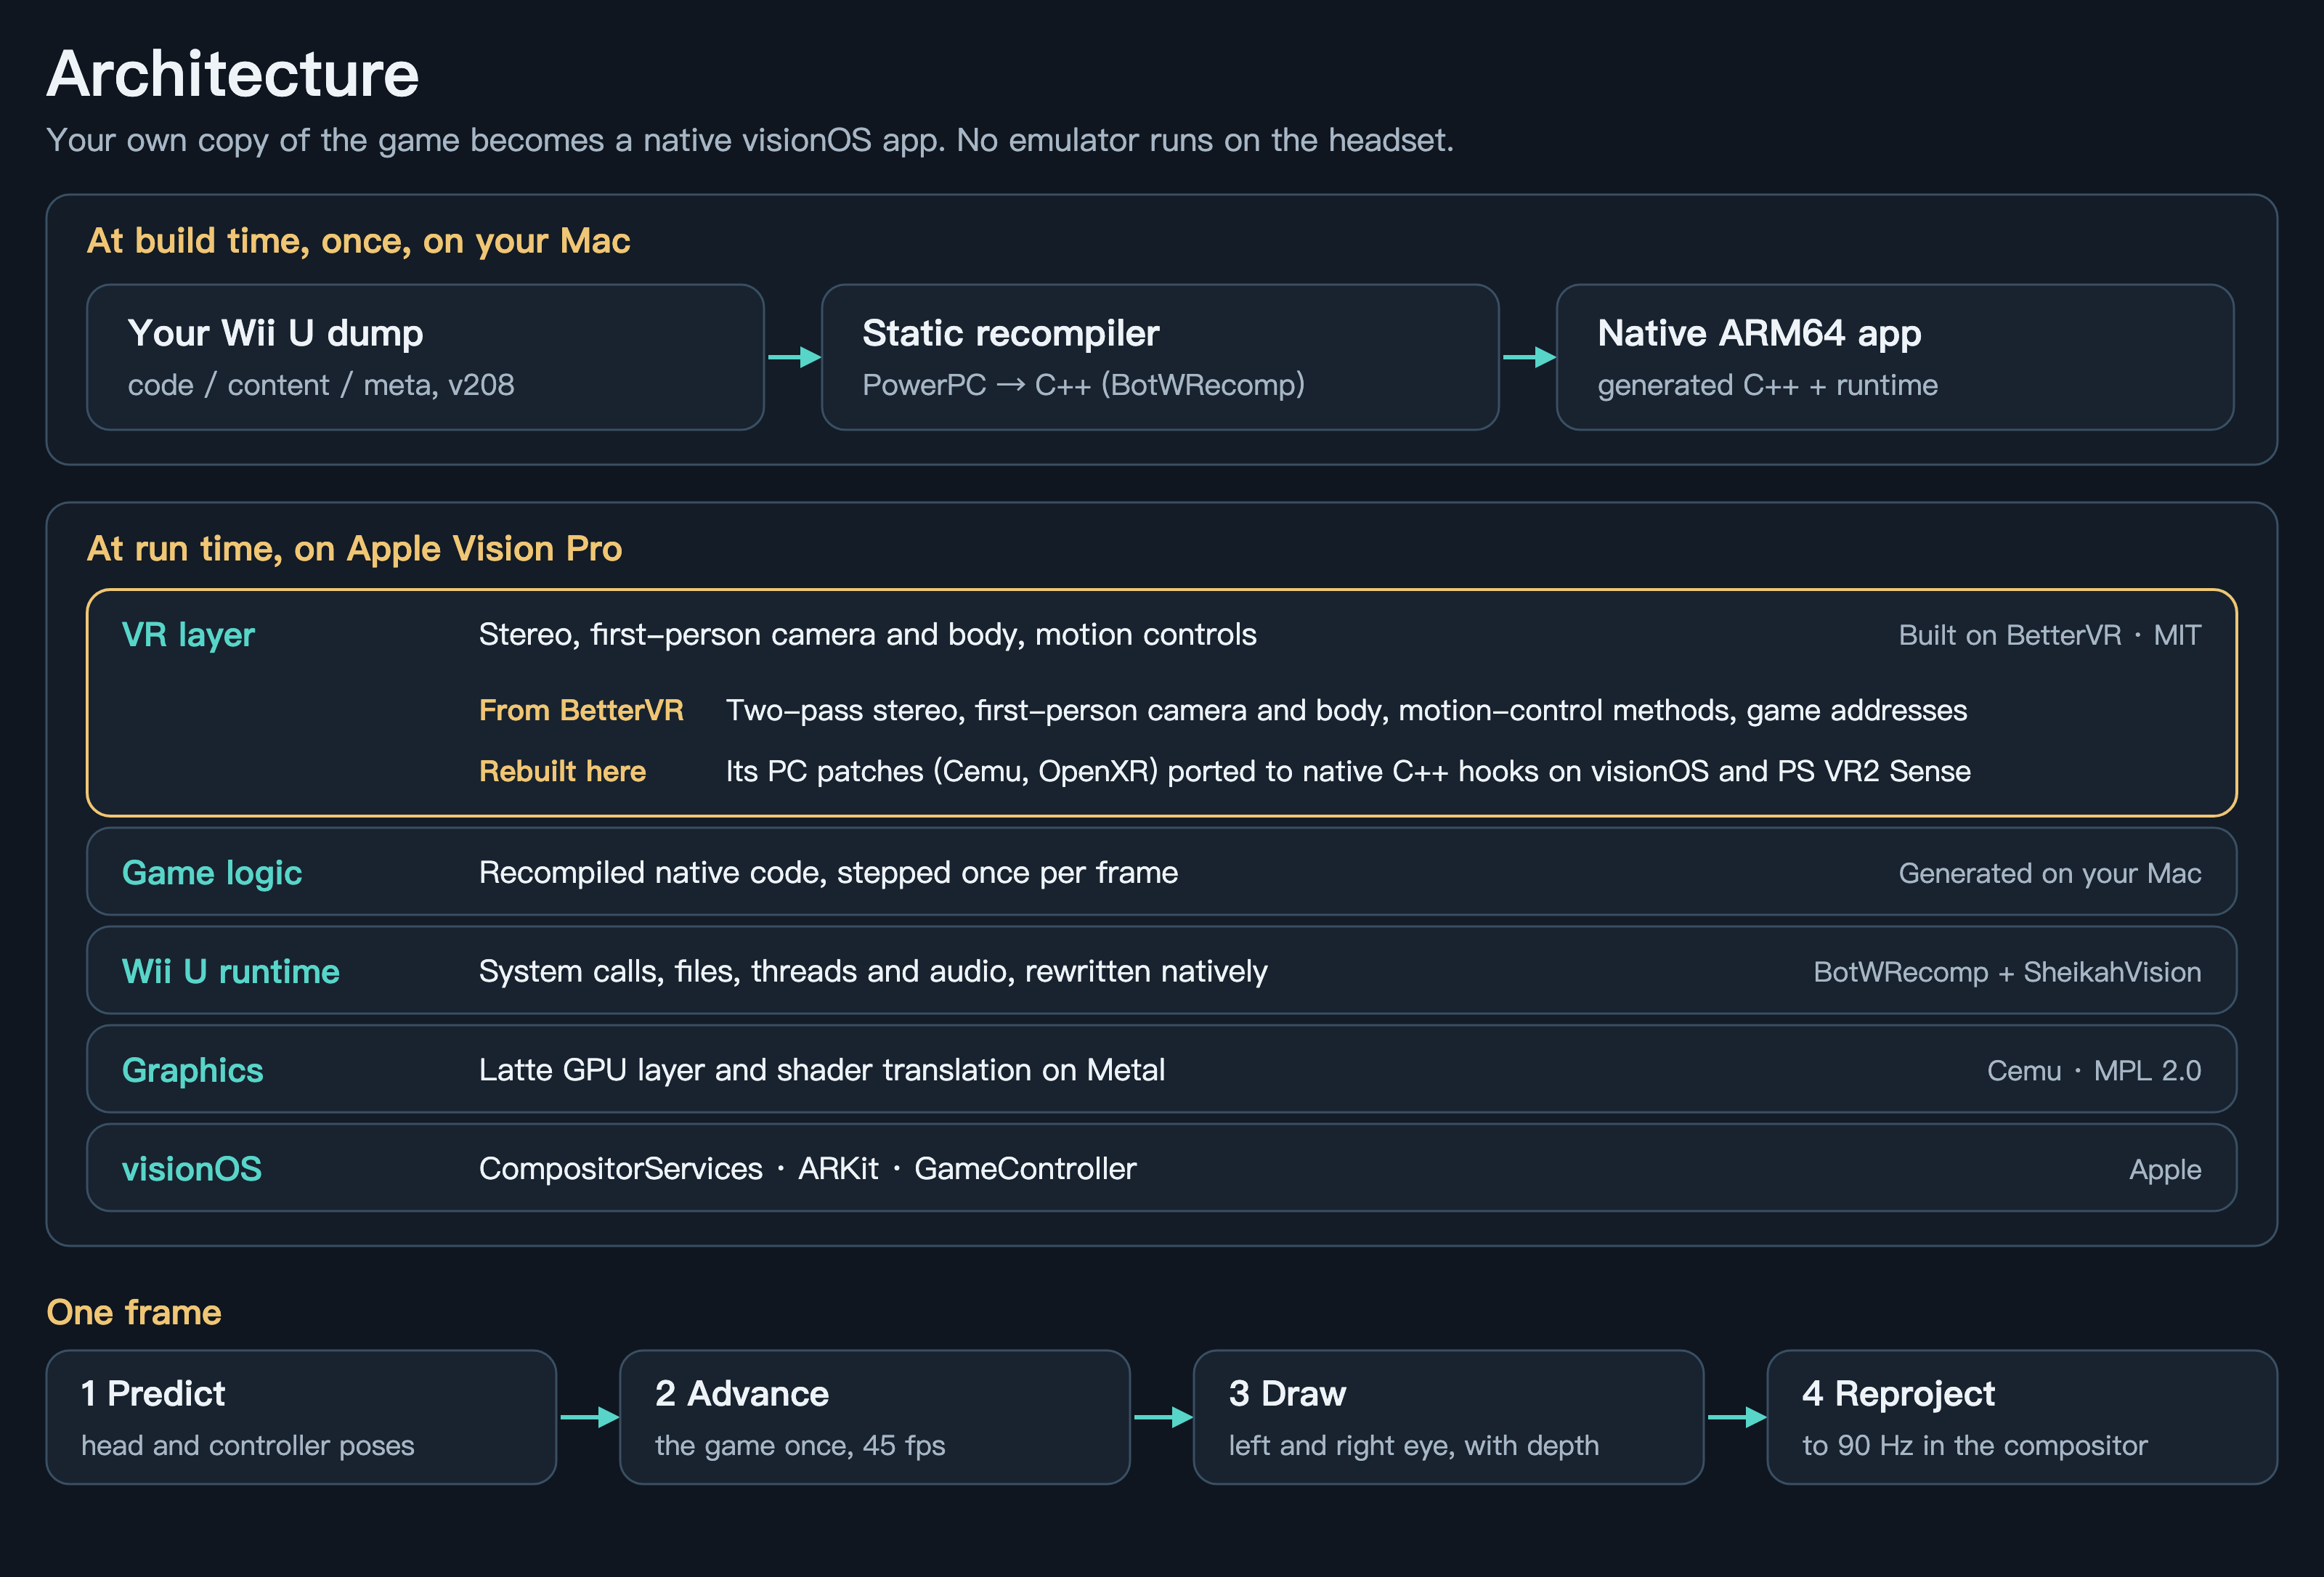 Architecture
Your own copy of the game becomes a native visionOS app. No emulator runs on the headset.
At build time, once, on your Mac
Your Wii U dump
code / content / meta, v208
Static recompiler
PowerPC → C++ (BotWRecomp)
Native ARM64 app
generated C++ + runtime
At run time, on Apple Vision Pro
VR layer
Stereo, first–person camera and body, motion controls
Built on BetterVR · MIT
From BetterVR
Two–pass stereo, first–person camera and body, motion–control methods, game addresses
Rebuilt here
Its PC patches (Cemu, OpenXR) ported to native C++ hooks on visionOS and PS VR2 Sense
Game logic
Recompiled native code, stepped once per frame
Generated on your Mac
Wii U runtime
System calls, files, threads and audio, rewritten natively
BotWRecomp + SheikahVision
Graphics
Latte GPU layer and shader translation on Metal
Cemu · MPL 2.0
visionOS
CompositorServices · ARKit · GameController
Apple
One frame
1 Predict
head and controller poses
2 Advance
the game once, 45 fps
3 Draw
left and right eye, with depth
4 Reproject
to 90 Hz in the compositor